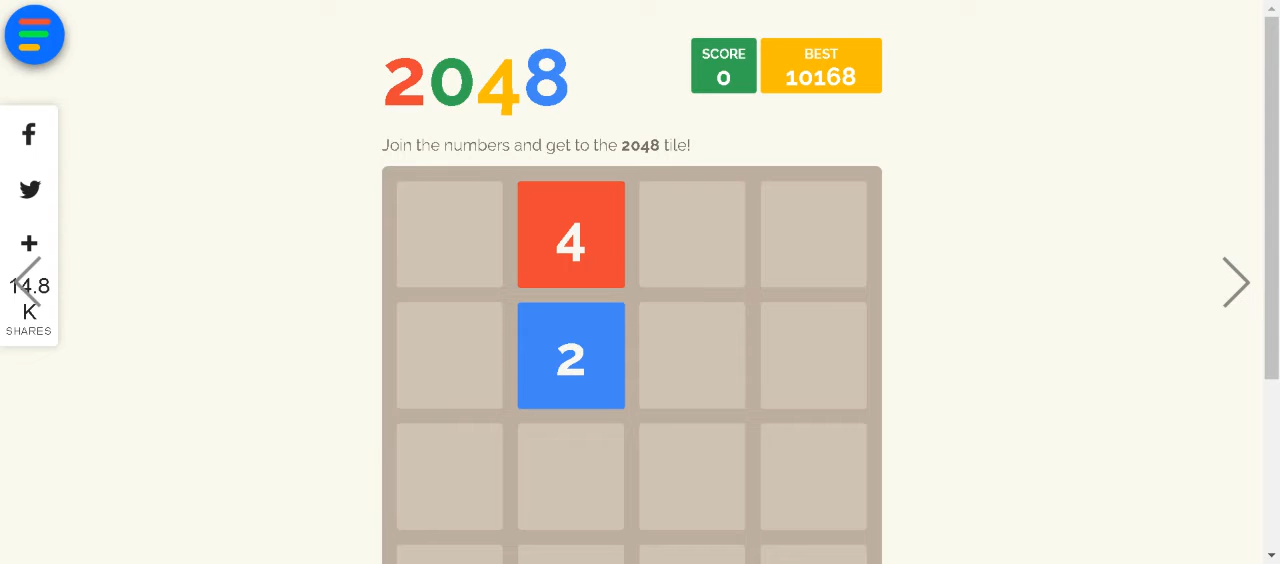 2048
SCORE
0
BEST
10168
Join the numbers and get to the 2048 tile!
4
2
14.8
K
SHARES